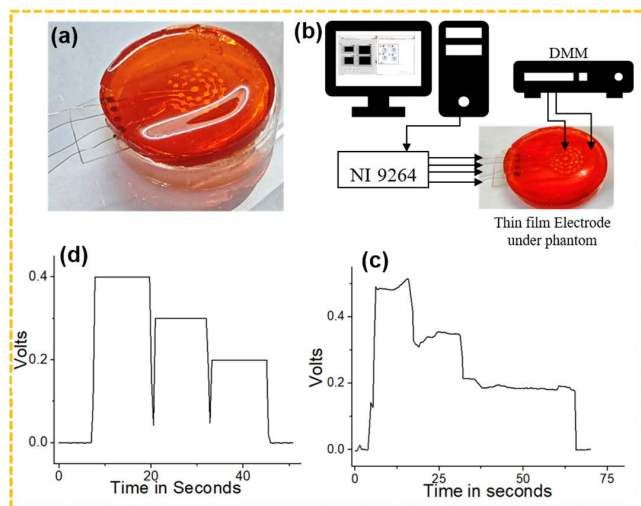 (a)
(b)
DMM
NI 9264
Thin film Electrode
under phantom
(d)
0.4
0.2
0.0
Volts
0
20
40
Time in Seconds
(c)
0.4
0.2
0.0
Volts
0
25
50
75
Time in seconds